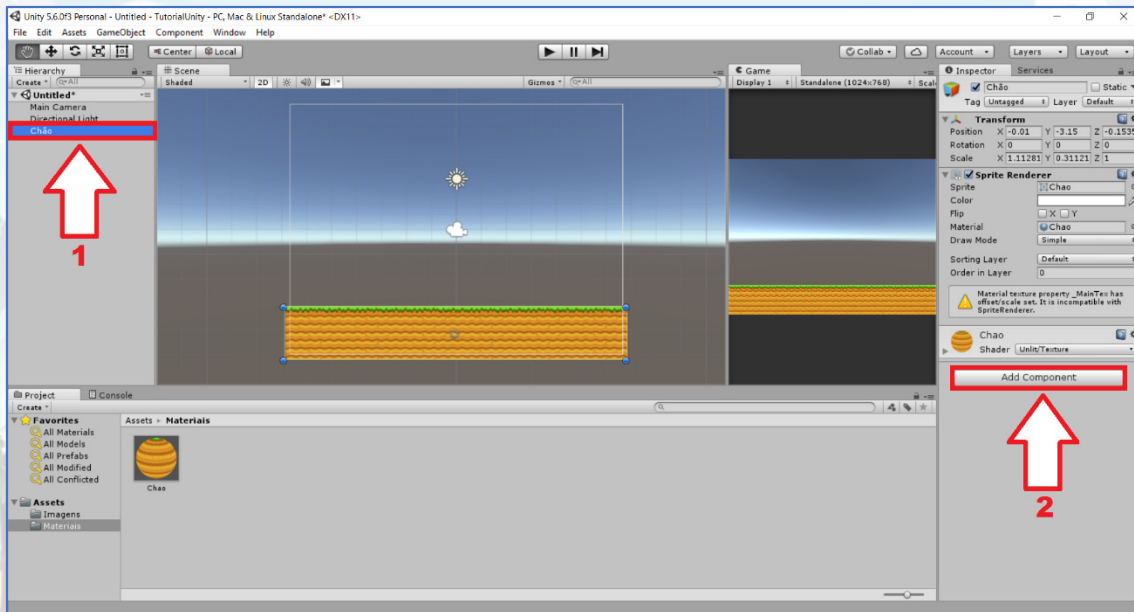 Unity 5.6.0f3 Personal - Untitled - TutorialUnity - PC, Mac & Linux Standalone* <DX11>
File Edit Assets GameObject Component Window Help
Center Local Collab Account Layers Layout
Hierarchy
Create All
Untitled*
Main Camera
Directional Light
Chão
1
Scene
Shaded 2D Gizmos All
Game
Display 1 Standalone (1024x768) Scal
Inspector Services
Chão Static
Tag Untagged Layer Default
Transform
Position X -0.01 Y -3.15 Z -0.1535
Rotation X 0 Y 0 Z 0
Scale X 1.11281 Y 0.31121 Z 1
Sprite Renderer
Sprite Chao
Color
Flip X Y
Material Chao
Draw Mode Simple
Sorting Layer Default
Order in Layer 0
Material texture property _MainTex has
offset/scale set. It is incompatible with
SpriteRenderer.
Chao
Shader Unlit/Texture
Add Component
2
Project Console
Create
Favorites
All Materials
All Models
All Prefabs
All Modified
All Conflicted
Assets
Imagens
Materiais
Assets Materiais
Chao